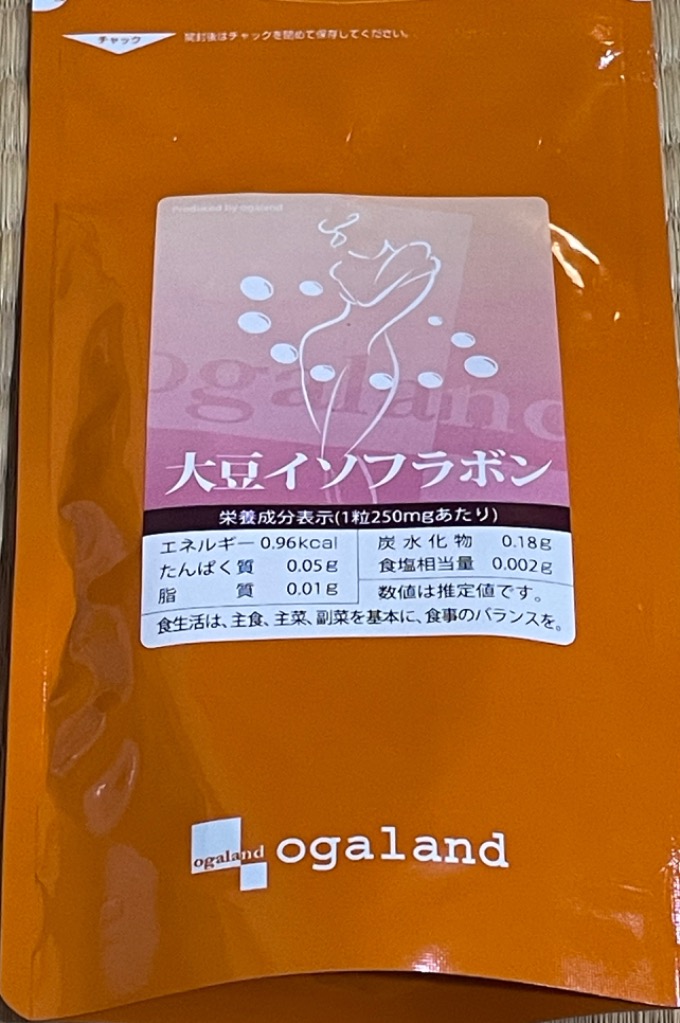 チャック
開封後はチャックを閉めて保存してください。
Produced by ogaland
ogaland
大豆イソフラボン
栄養成分表示(1粒250mgあたり)
エネルギー 0.96kcal
たんぱく質 0.05g
脂質 0.01g
炭水化物 0.18g
食塩相当量 0.002g
数値は推定値です。
食生活は、主食、主菜、副菜を基本に、食事のバランスを。
ogaland
ogaland